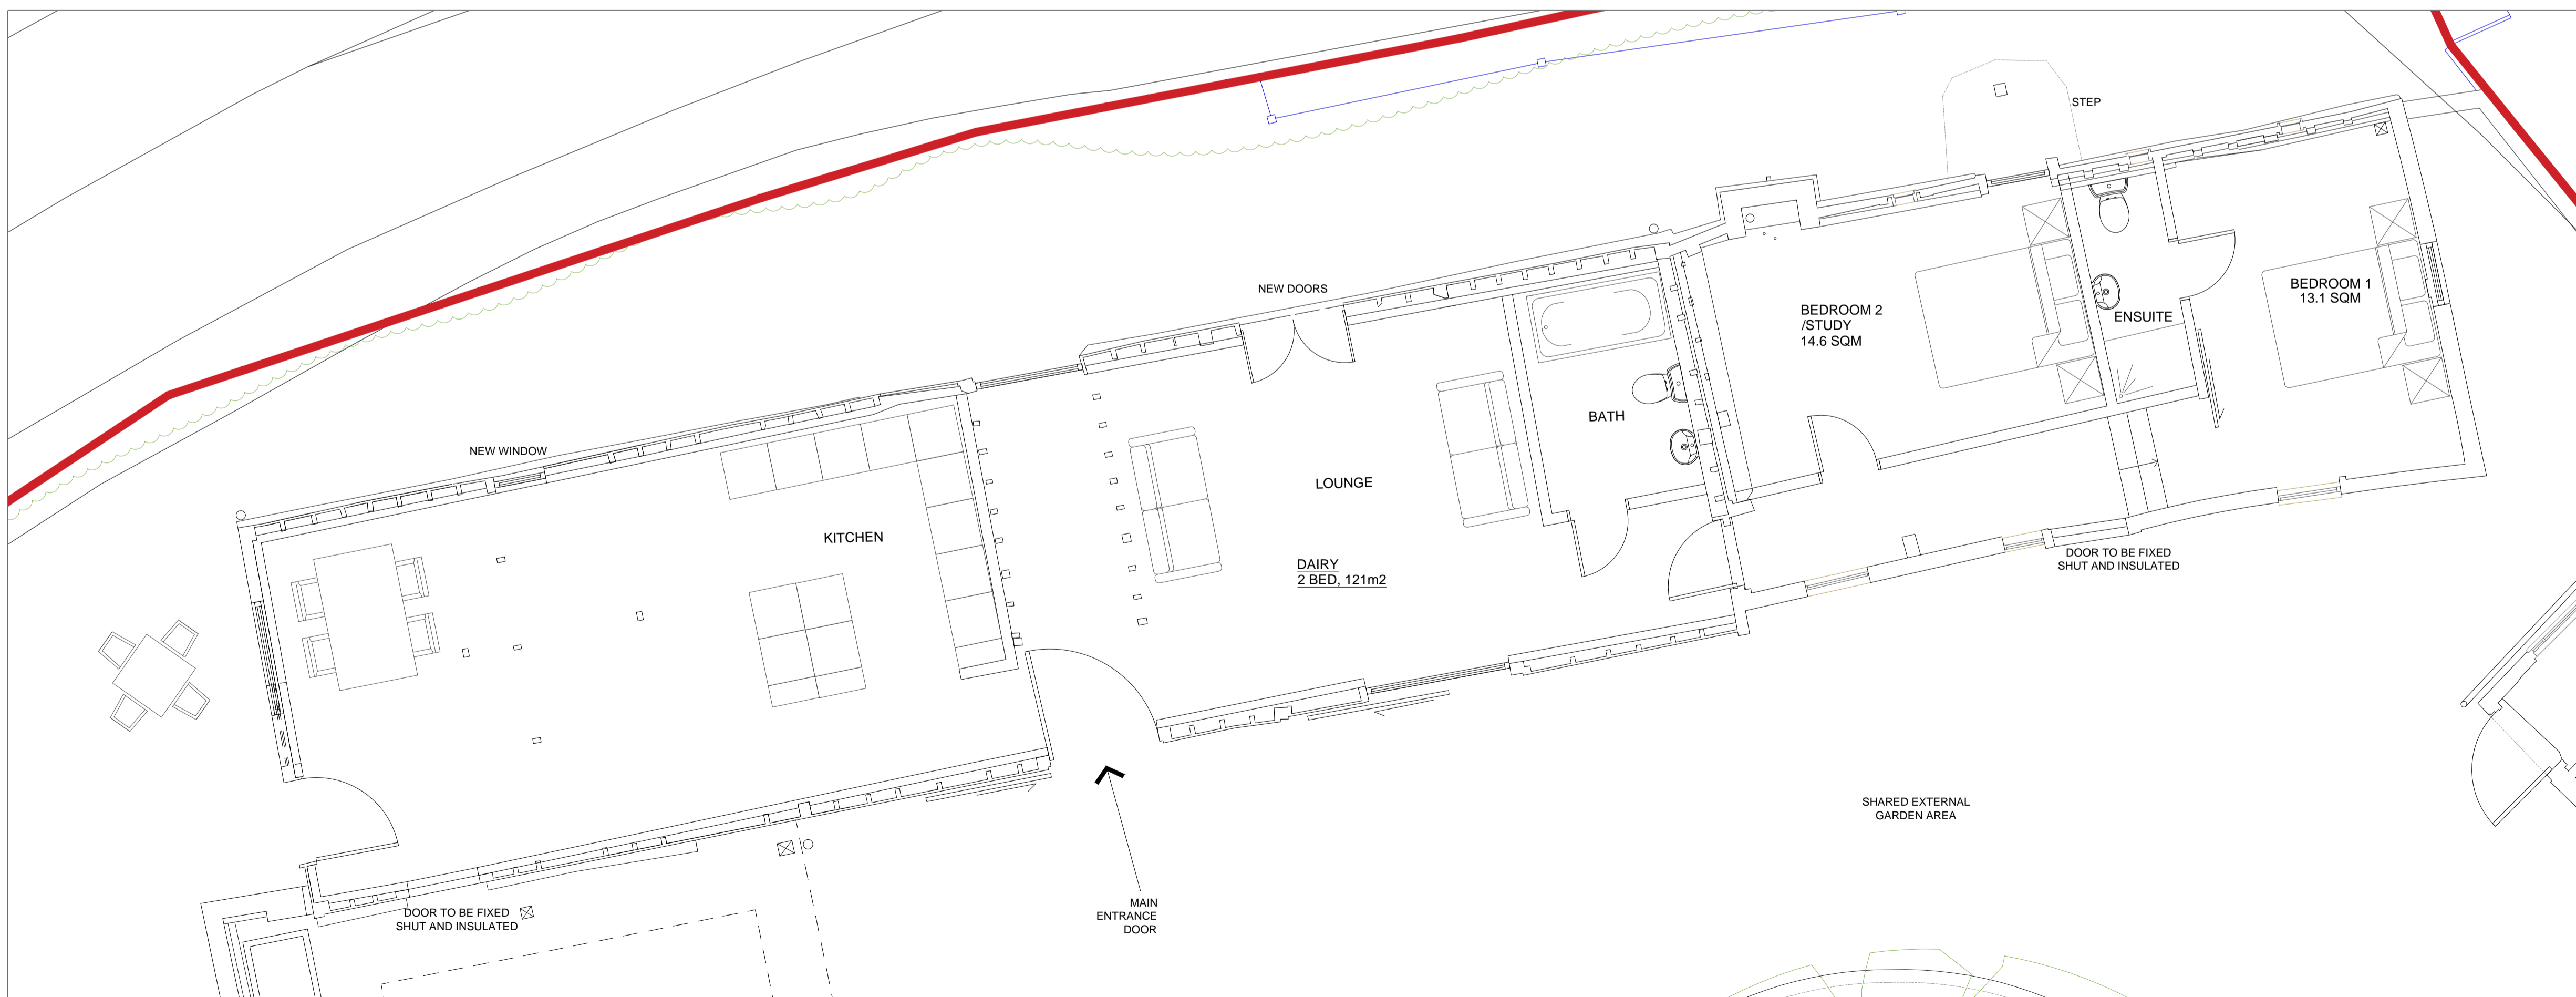 STEP
NEW DOORS
BEDROOM 1
13.1 SQM
BEDROOM 2
/STUDY
14.6 SQM
ENSUITE
BATH
NEW WINDOW
LOUNGE
KITCHEN
DAIRY
2 BED, 121m2
DOOR TO BE FIXED
SHUT AND INSULATED
SHARED EXTERNAL
GARDEN AREA
MAIN
ENTRANCE
DOOR
DOOR TO BE FIXED
SHUT AND INSULATED